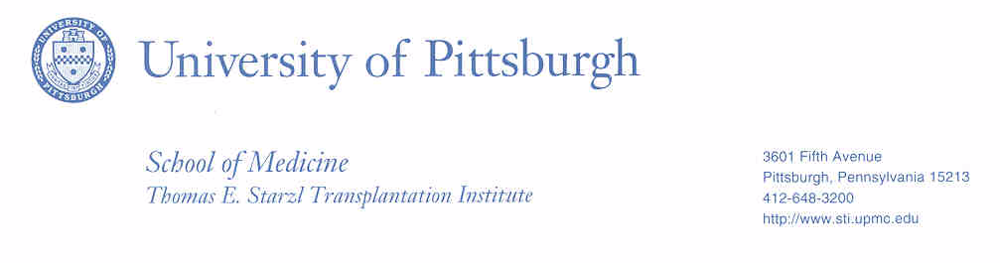 UNIVERSITY OF
PITTSBURGH
University of Pittsburgh
School of Medicine
Thomas E. Starzl Transplantation Institute
3601 Fifth Avenue
Pittsburgh, Pennsylvania 15213
412-648-3200
http://www.sti.upmc.edu